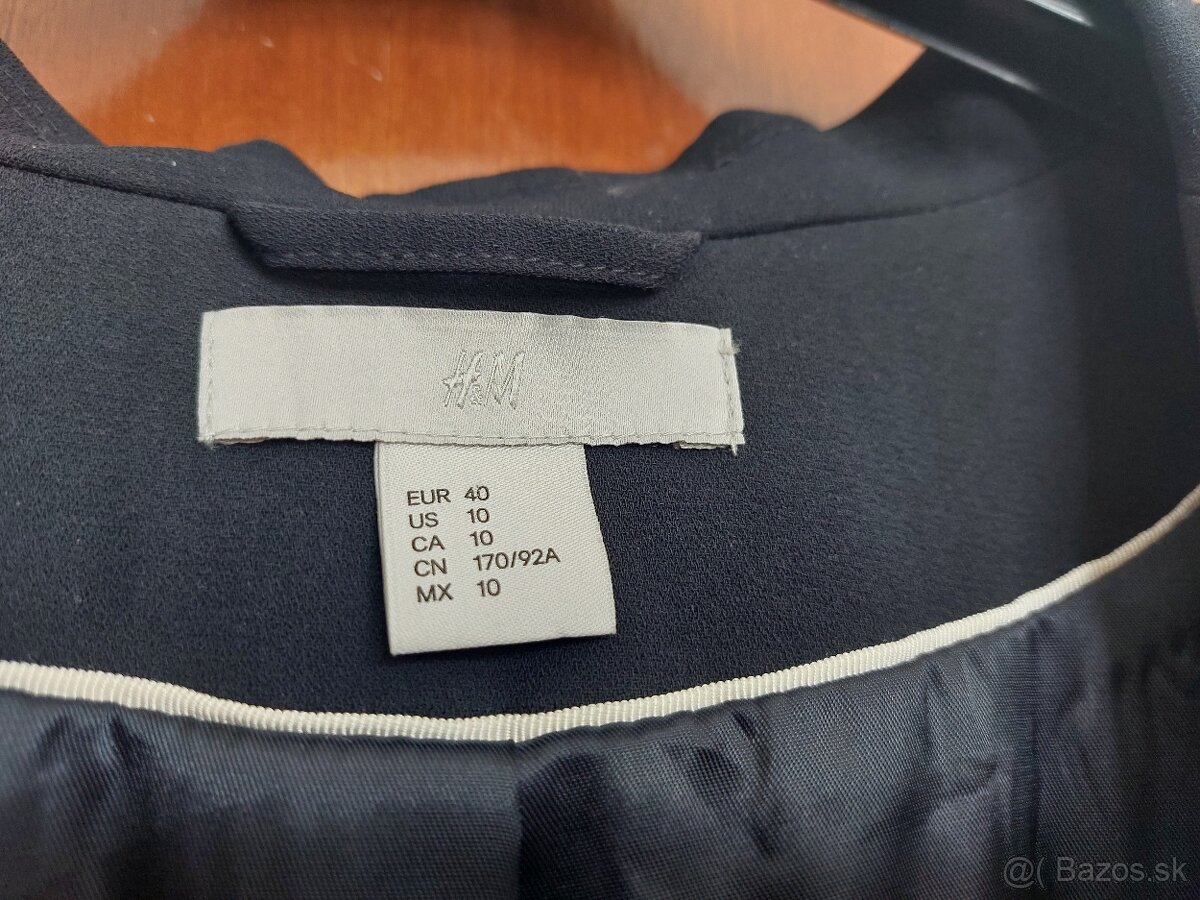 H&M
EUR 40
US 10
CA 10
CN 170/92A
MX 10
@( Bazos.sk